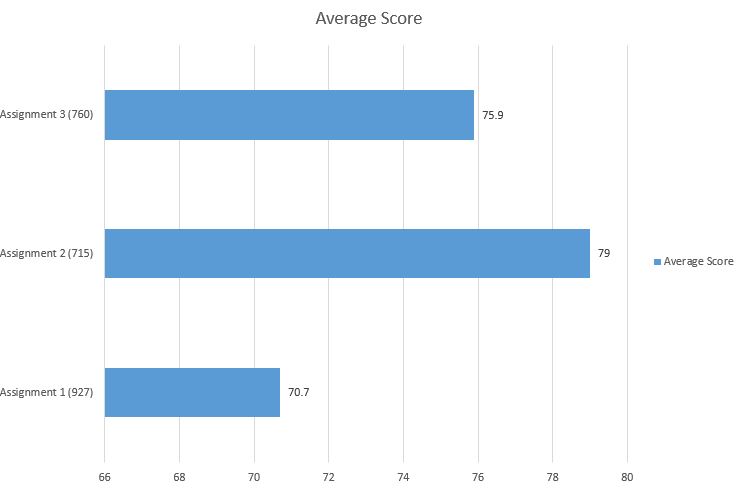 Average Score
Assignment 3 (760)
75.9
Assignment 2 (715)
79
Average Score
Assignment 1 (927)
70.7
66 68 70 72 74 76 78 80